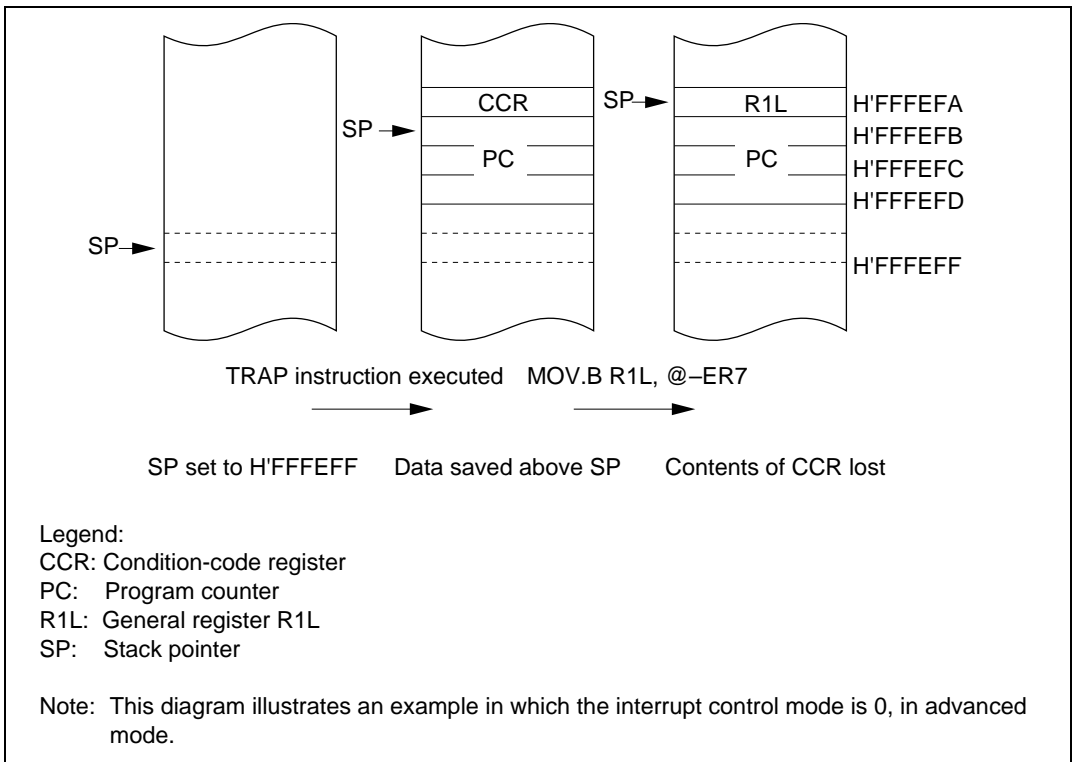 CCR
SP
R1L
H'FFFEFA
SP
H'FFFEFB
PC
PC
H'FFFEFC
H'FFFEFD
SP
H'FFFEFF
TRAP instruction executed
MOV.B R1L, @–ER7
SP set to H'FFFEFF
Data saved above SP
Contents of CCR lost
Legend:
CCR: Condition-code register
PC: Program counter
R1L: General register R1L
SP: Stack pointer
Note: This diagram illustrates an example in which the interrupt control mode is 0, in advanced
mode.